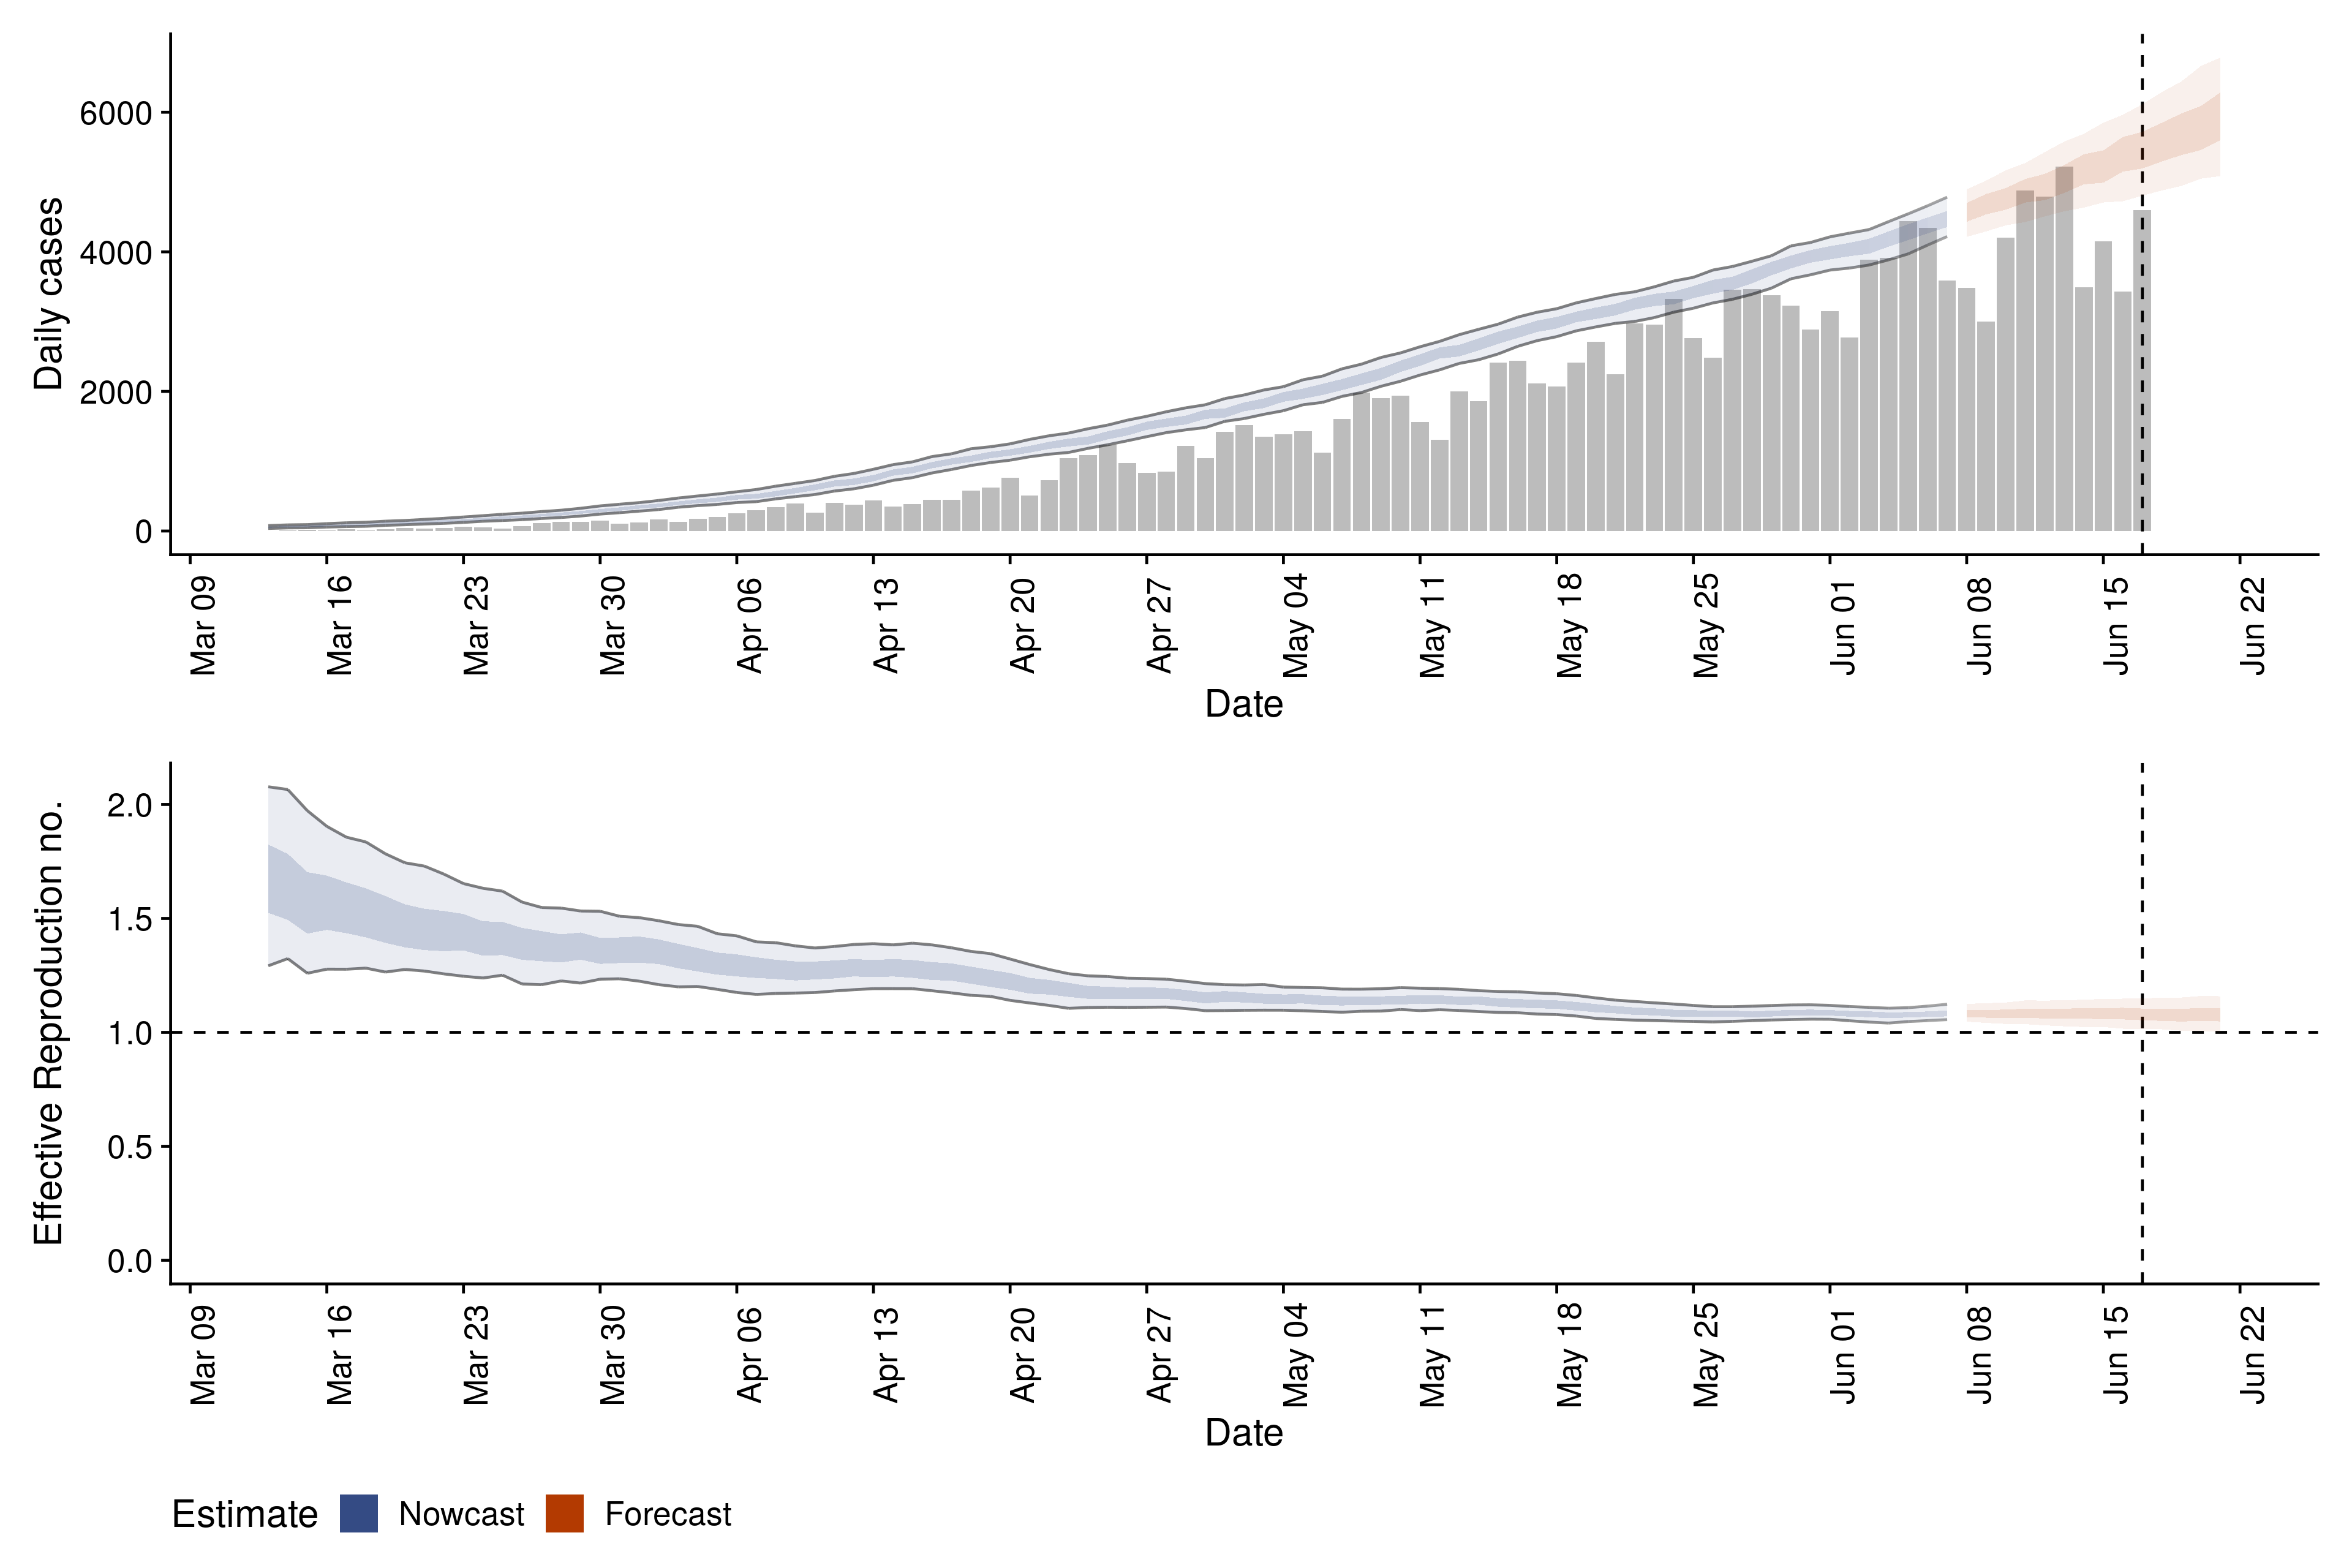 Daily cases
6000
4000
2000
0
Mar 09 Mar 16 Mar 23 Mar 30 Apr 06 Apr 13 Apr 20 Apr 27 May 04 May 11 May 18 May 25 Jun 01 Jun 08 Jun 15 Jun 22
Date
Effective Reproduction no.
2.0
1.5
1.0
0.5
0.0
Mar 09 Mar 16 Mar 23 Mar 30 Apr 06 Apr 13 Apr 20 Apr 27 May 04 May 11 May 18 May 25 Jun 01 Jun 08 Jun 15 Jun 22
Date
Estimate Nowcast Forecast